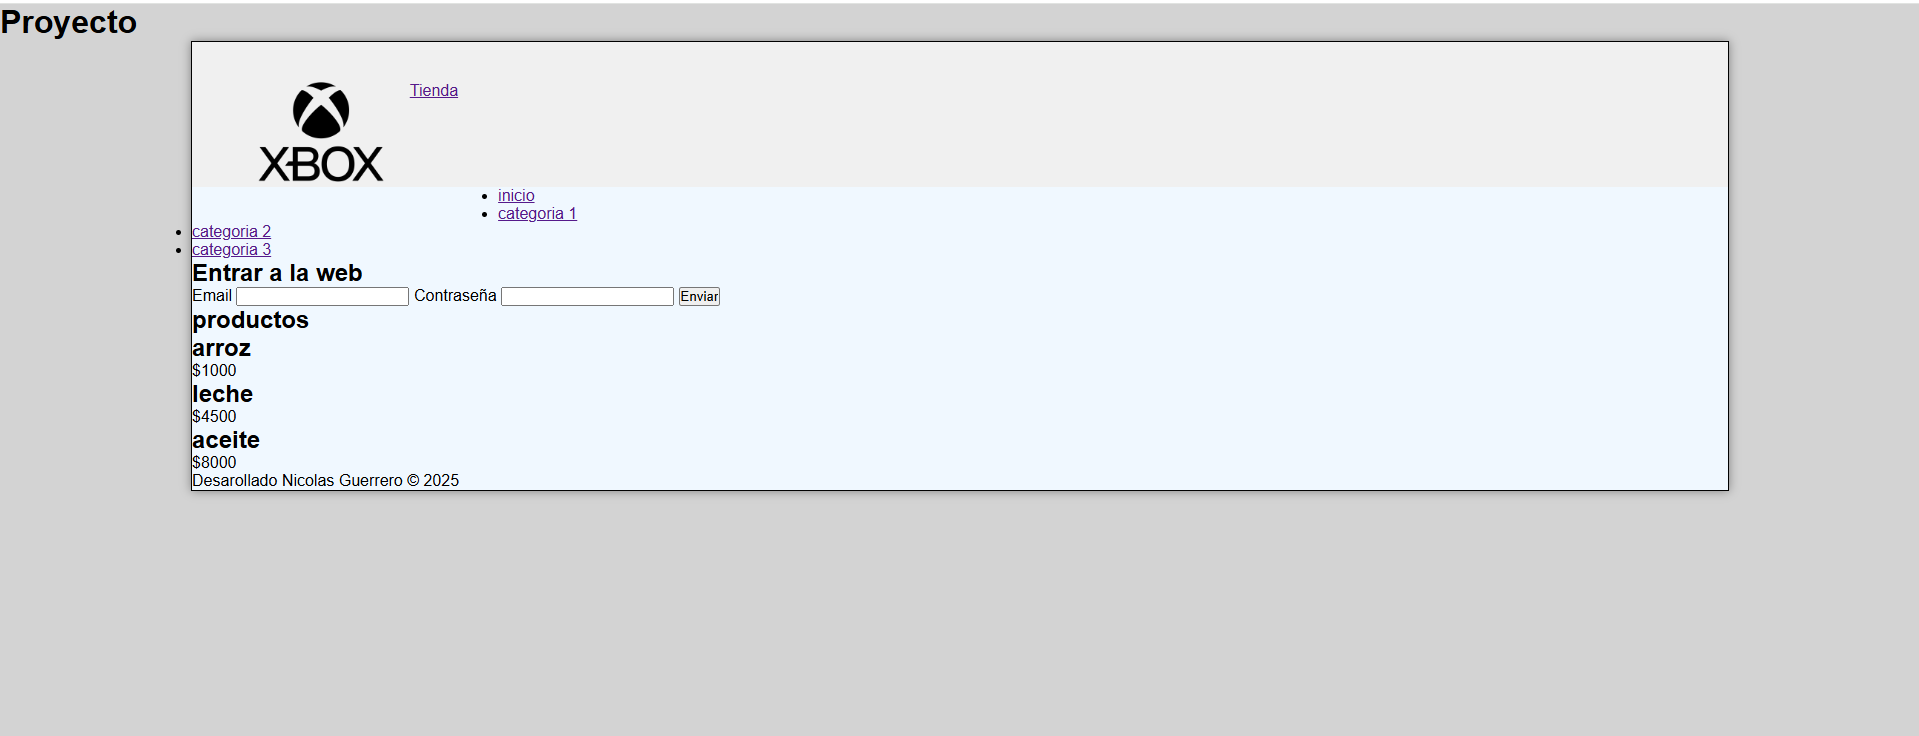 Proyecto
XBOX
Tienda
inicio
categoria 1
categoria 2
categoria 3
Entrar a la web
Email Contraseña Enviar
productos
arroz
$1000
leche
$4500
aceite
$8000
Desarollado Nicolas Guerrero © 2025